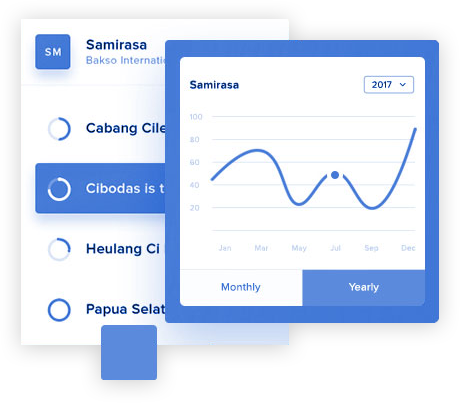 SM
Samirasa
Bakso Internatio
Cabang Cile
Cibodas is t
Heulang Ci
Papua Selat
Samirasa
2017
100
80
60
40
20
Jan Mar May Jul Sep Dec
Monthly Yearly